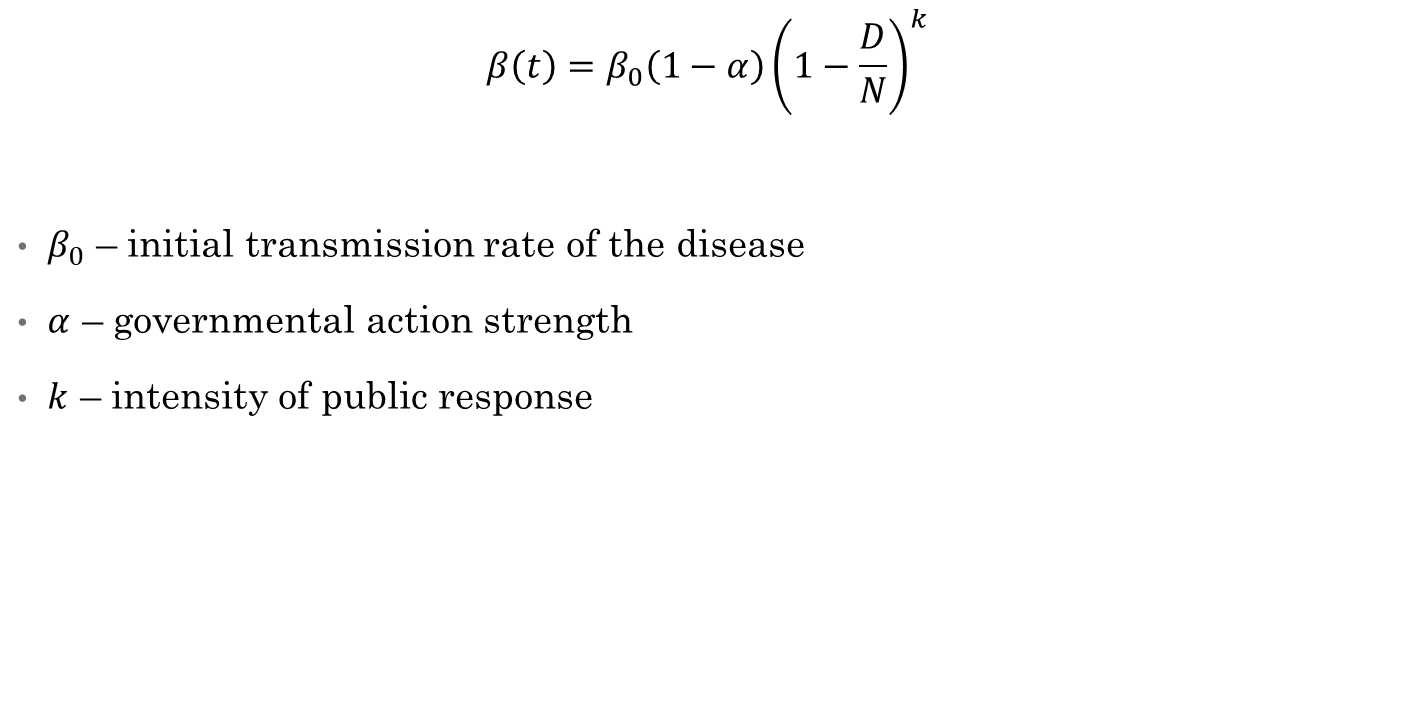 β(t) = β₀(1 − α)(1 − D/N)ᵏ
• β₀ – initial transmission rate of the disease
• α – governmental action strength
• k – intensity of public response